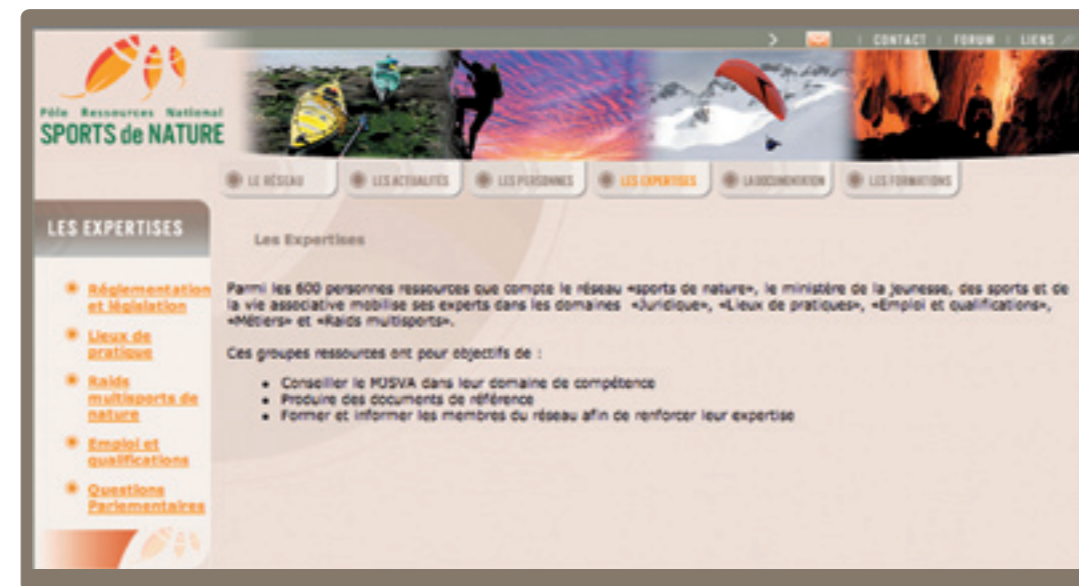 CONTACT | FORUM | LIENS
Pôle Ressources National
SPORTS de NATURE
LE RÉSEAU
LES ACTUALITÉS
LES PERSONNES
LES EXPERTISES
LA DOCUMENTATION
LES FORMATIONS
LES EXPERTISES
Réglementation
et législation
Lieux de
pratique
Raids
multisports de
nature
Emploi et
qualifications
Questions
Parlementaires
Les Expertises
Parmi les 600 personnes ressources que compte le réseau «sports de nature», le ministère de la jeunesse, des sports et de
la vie associative mobilise ses experts dans les domaines «Juridique», «Lieux de pratiques», «Emploi et qualifications»,
«Métiers» et «Raids multisports».
Ces groupes ressources ont pour objectifs de :
• Conseiller le MJSVA dans leur domaine de compétence
• Produire des documents de référence
• Former et informer les membres du réseau afin de renforcer leur expertise